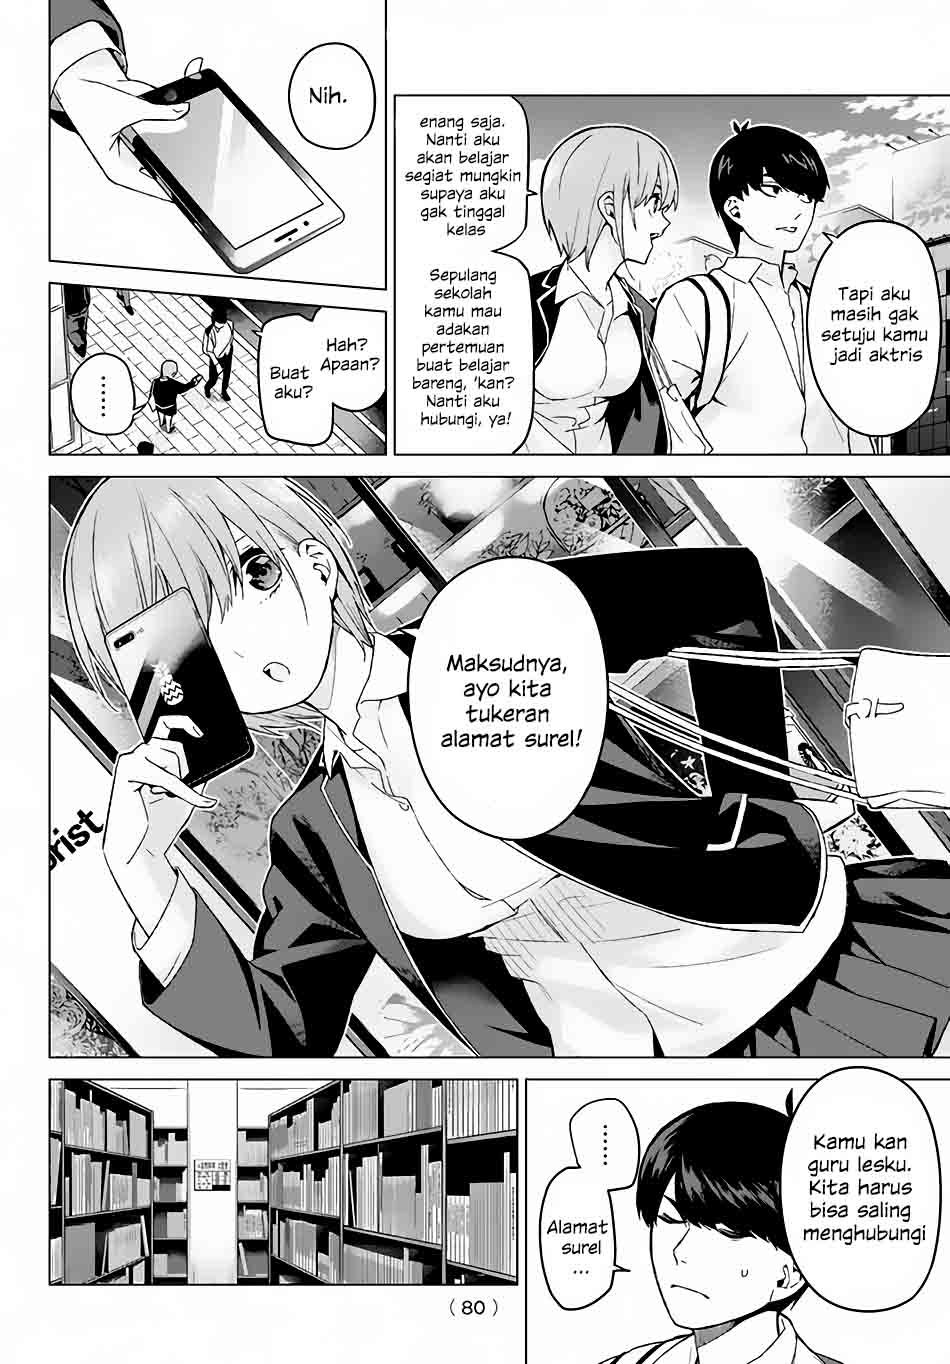 Tapi aku
masih gak
setuju kamu
jadi aktris
enang saja.
Nanti aku
akan belajar
segiat mungkin
supaya aku
gak tinggal
kelas
Sepulang
sekolah
kamu mau
adakan
pertemuan
buat belajar
bareng, 'kan?
Nanti aku
hubungi, ya!
Nih.
Hah?
Apaan?
Buat
aku?
......
Maksudnya,
ayo kita
tukeran
alamat surel!
orist
Kamu kan
guru lesku.
Kita harus
bisa saling
menghubungi
......
Alamat
surel
...
( 80 )